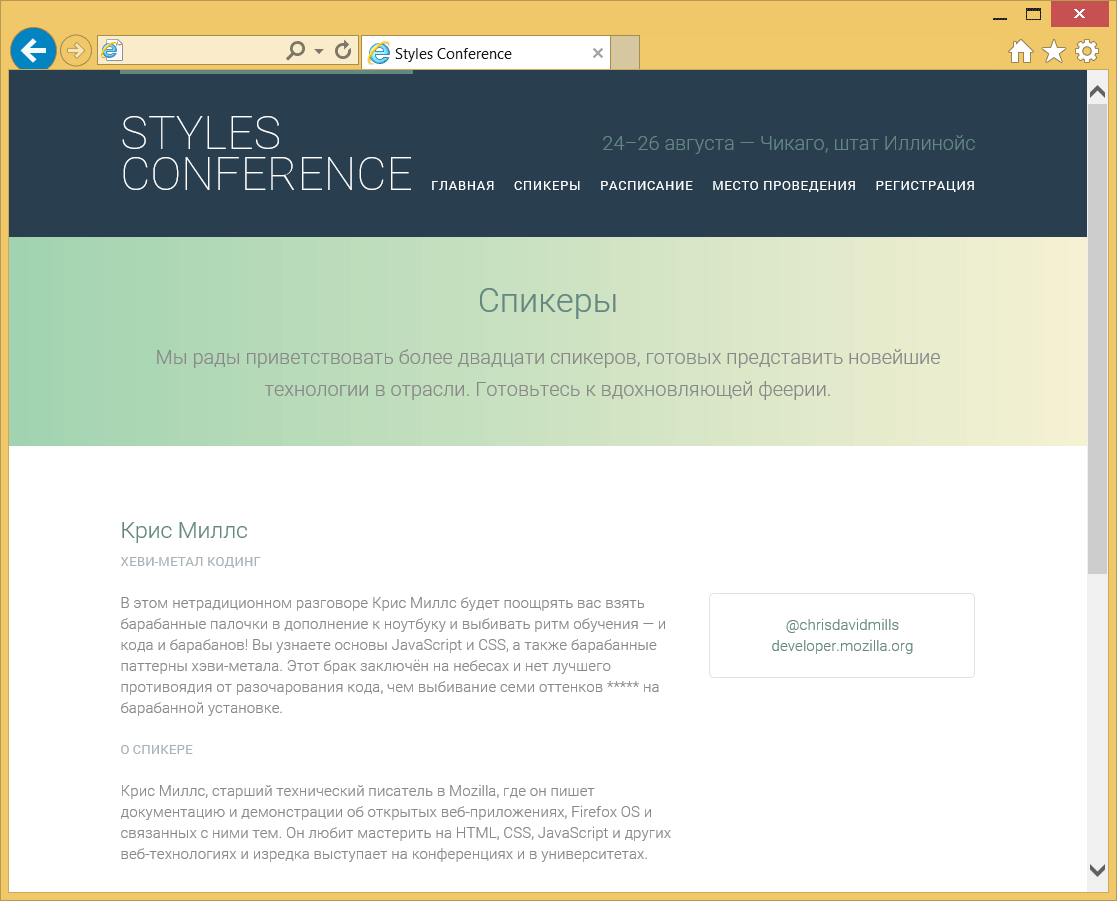 Styles Conference
STYLES
CONFERENCE
24–26 августа — Чикаго, штат Иллинойс
ГЛАВНАЯ СПИКЕРЫ РАСПИСАНИЕ МЕСТО ПРОВЕДЕНИЯ РЕГИСТРАЦИЯ
Спикеры
Мы рады приветствовать более двадцати спикеров, готовых представить новейшие
технологии в отрасли. Готовьтесь к вдохновляющей феерии.
Крис Миллс
ХЕВИ-МЕТАЛ КОДИНГ
В этом нетрадиционном разговоре Крис Миллс будет поощрять вас взять
барабанные палочки в дополнение к ноутбуку и выбивать ритм обучения — и
кода и барабанов! Вы узнаете основы JavaScript и CSS, а также барабанные
паттерны хэви-метала. Этот брак заключён на небесах и нет лучшего
противоядия от разочарования кода, чем выбивание семи оттенков ***** на
барабанной установке.
@chrisdavidmills
developer.mozilla.org
О СПИКЕРЕ
Крис Миллс, старший технический писатель в Mozilla, где он пишет
документацию и демонстрации об открытых веб-приложениях, Firefox OS и
связанных с ними тем. Он любит мастерить на HTML, CSS, JavaScript и других
веб-технологиях и изредка выступает на конференциях и в университетах.